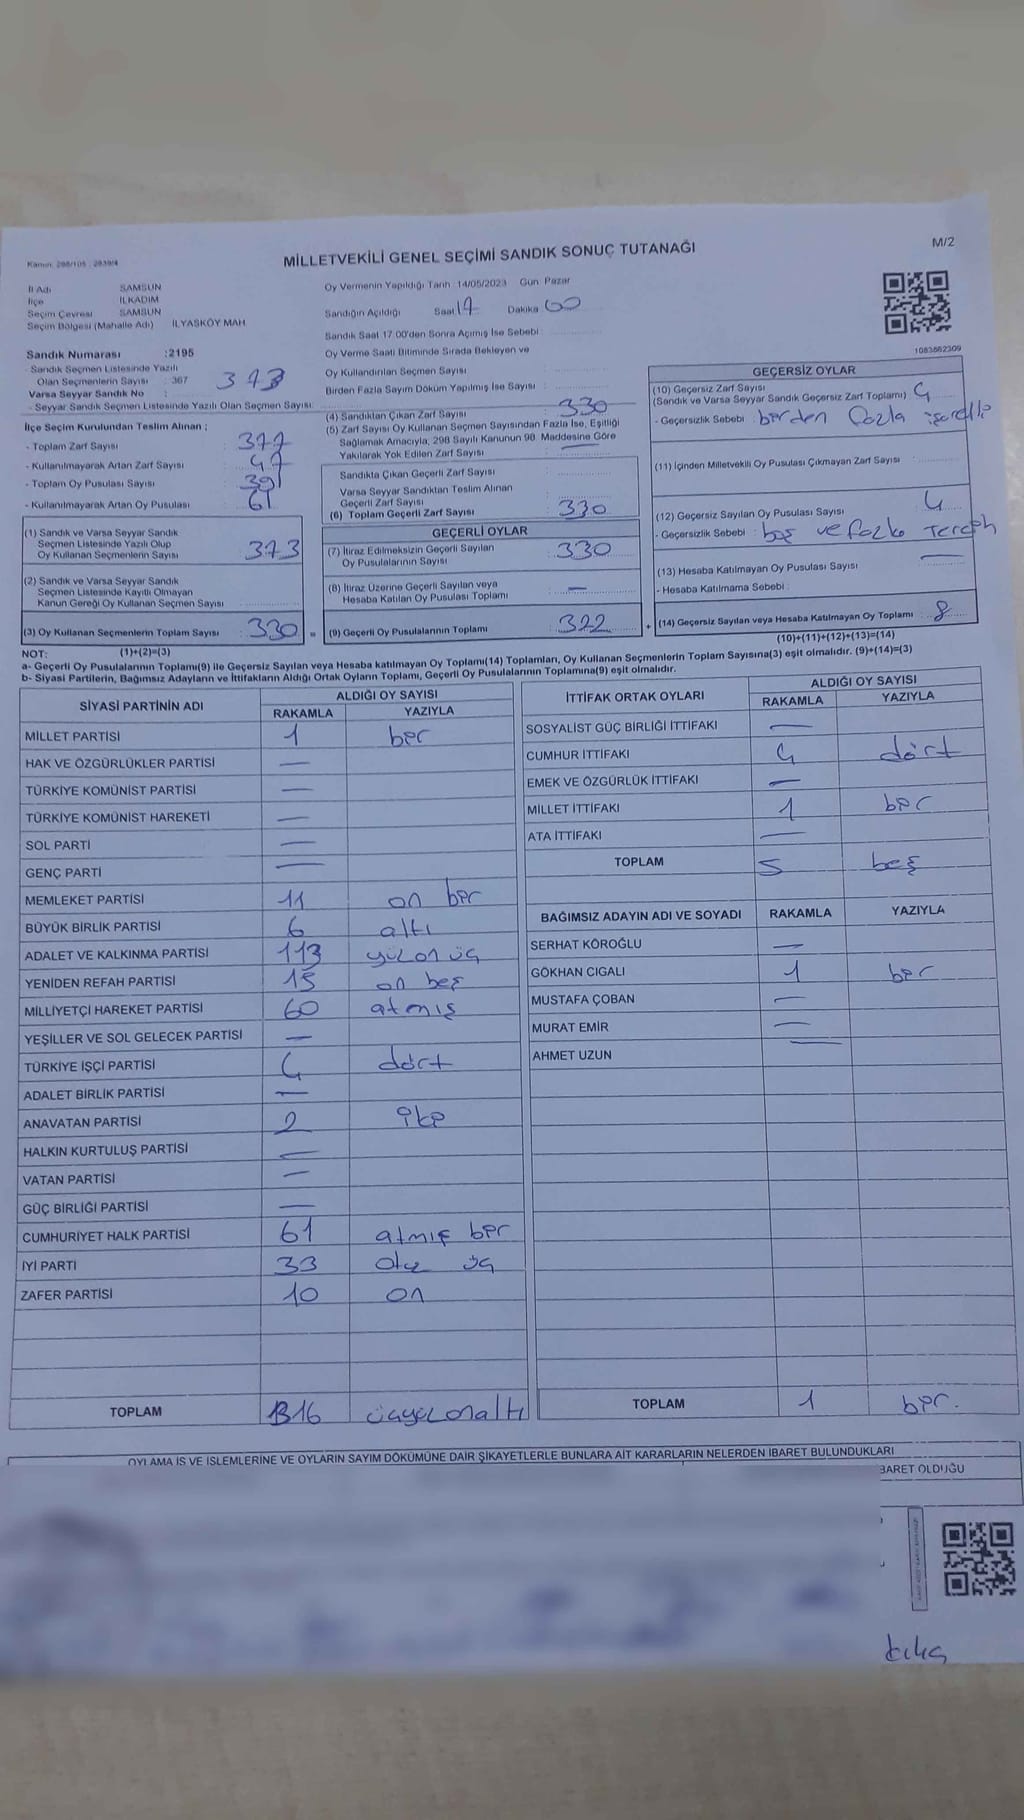 Kanun: 298/105 : 2839/4
MİLLETVEKİLİ GENEL SEÇİMİ SANDIK SONUÇ TUTANAĞI
M/2
İl Adı SAMSUN
İlçe İLKADIM
Seçim Çevresi SAMSUN
Seçim Bölgesi (Mahalle Adı) İLYASKÖY MAH.
Sandık Numarası :2195
Sandık Seçmen Listesinde Yazılı
Olan Seçmenlerin Sayısı : 367 373
Varsa Seyyar Sandık No :
- Seyyar Sandık Seçmen Listesinde Yazılı Olan Seçmen Sayısı:
İlçe Seçim Kurulundan Teslim Alınan ;
- Toplam Zarf Sayısı 377
- Kullanılmayarak Artan Zarf Sayısı 47
- Toplam Oy Pusulası Sayısı 391
- Kullanılmayarak Artan Oy Pusulası 61
(1) Sandık ve Varsa Seyyar Sandık
Seçmen Listesinde Yazılı Olup
Oy Kullanan Seçmenlerin Sayısı 373
(2) Sandık ve Varsa Seyyar Sandık
Seçmen Listesinde Kayıtlı Olmayan
Kanun Gereği Oy Kullanan Seçmen Sayısı
(3) Oy Kullanan Seçmenlerin Toplam Sayısı : 330 =
Oy Vermenin Yapıldığı Tarih : 14/05/2023 Gün : Pazar
Sandığın Açıldığı Saat 17 Dakika 00
Sandık Saat 17.00'den Sonra Açımış İse Sebebi :
Oy Verme Saati Bitiminde Sırada Bekleyen ve
Oy Kullandırılan Seçmen Sayısı
Birden Fazla Sayım Döküm Yapılmış İse Sayısı :
(4) Sandıktan Çıkan Zarf Sayısı 330
(5) Zarf Sayısı Oy Kullanan Seçmen Sayısından Fazla İse, Eşitliği
Sağlamak Amacıyla, 298 Sayılı Kanunun 98. Maddesine Göre
Yakılarak Yok Edilen Zarf Sayısı —
Sandıkta Çıkan Geçerli Zarf Sayısı
Varsa Seyyar Sandıktan Teslim Alınan
Geçerli Zarf Sayısı
(6) Toplam Geçerli Zarf Sayısı 330
GEÇERLİ OYLAR
(7) İtiraz Edilmeksizin Geçerli Sayılan
Oy Pusulalarının Sayısı 330
(8) İtiraz Üzerine Geçerli Sayılan veya
Hesaba Katılan Oy Pusulası Toplamı —
(9) Geçerli Oy Pusulalarının Toplamı 322 +
1083662309
GEÇERSİZ OYLAR
(10) Geçersiz Zarf Sayısı
(Sandık ve Varsa Seyyar Sandık Geçersiz Zarf Toplamı) 4
- Geçersizlik Sebebi : birden fazla
(11) İçinden Milletvekili Oy Pusulası Çıkmayan Zarf Sayısı
(12) Geçersiz Sayılan Oy Pusulası Sayısı 4
- Geçersizlik Sebebi : boş ve
(13) Hesaba Katılmayan Oy Pusulası Sayısı —
- Hesaba Katılmama Sebebi :
(14) Geçersiz Sayılan veya Hesaba Katılmayan Oy Toplamı : 8
(10)+(11)+(12)+(13)=(14)
NOT: (1)+(2)=(3)
a- Geçerli Oy Pusulalarının Toplamı(9) ile Geçersiz Sayılan veya Hesaba katılmayan Oy Toplamı(14) Toplamları, Oy Kullanan Seçmenlerin Toplam Sayısına(3) eşit olmalıdır. (9)+(14)=(3)
b- Siyasi Partilerin, Bağımsız Adayların ve İttifakların Aldığı Ortak Oyların Toplamı, Geçerli Oy Pusulalarının Toplamına(9) eşit olmalıdır.
SİYASİ PARTİNİN ADI ALDIĞI OY SAYISI
RAKAMLA YAZIYLA
MİLLET PARTİSİ 1 bir
HAK VE ÖZGÜRLÜKLER PARTİSİ —
TÜRKİYE KOMÜNİST PARTİSİ —
TÜRKİYE KOMÜNİST HAREKETİ —
SOL PARTİ —
GENÇ PARTİ —
MEMLEKET PARTİSİ 11 on bir
BÜYÜK BİRLİK PARTİSİ 6 altı
ADALET VE KALKINMA PARTİSİ 113 yüz on üç
YENİDEN REFAH PARTİSİ 15 on beş
MİLLİYETÇİ HAREKET PARTİSİ 60 atmış
YEŞİLLER VE SOL GELECEK PARTİSİ —
TÜRKİYE İŞÇİ PARTİSİ 4 dört
ADALET BİRLİK PARTİSİ —
ANAVATAN PARTİSİ 2 iki
HALKIN KURTULUŞ PARTİSİ —
VATAN PARTİSİ —
GÜÇ BİRLİĞİ PARTİSİ —
CUMHURİYET HALK PARTİSİ 61 atmış bir
İYİ PARTİ 33 otuz üç
ZAFER PARTİSİ 10 on
TOPLAM 316 üçyüzonaltı
İTTİFAK ORTAK OYLARI ALDIĞI OY SAYISI
RAKAMLA YAZIYLA
SOSYALİST GÜÇ BİRLİĞİ İTTİFAKI —
CUMHUR İTTİFAKI 4 dört
EMEK VE ÖZGÜRLÜK İTTİFAKI —
MİLLET İTTİFAKI 1 bir
ATA İTTİFAKI —
TOPLAM 5 beş
BAĞIMSIZ ADAYIN ADI VE SOYADI RAKAMLA YAZIYLA
SERHAT KÖROĞLU —
GÖKHAN CIGALI 1 bir
MUSTAFA ÇOBAN —
MURAT EMİR —
AHMET UZUN —
TOPLAM 1 bir.
OYLAMA İŞ VE İŞLEMLERİNE VE OYLARIN SAYIM DÖKÜMÜNE DAİR ŞİKAYETLERLE BUNLARA AİT KARARLARIN NELERDEN İBARET BULUNDUKLARI
BARET OLDUĞU